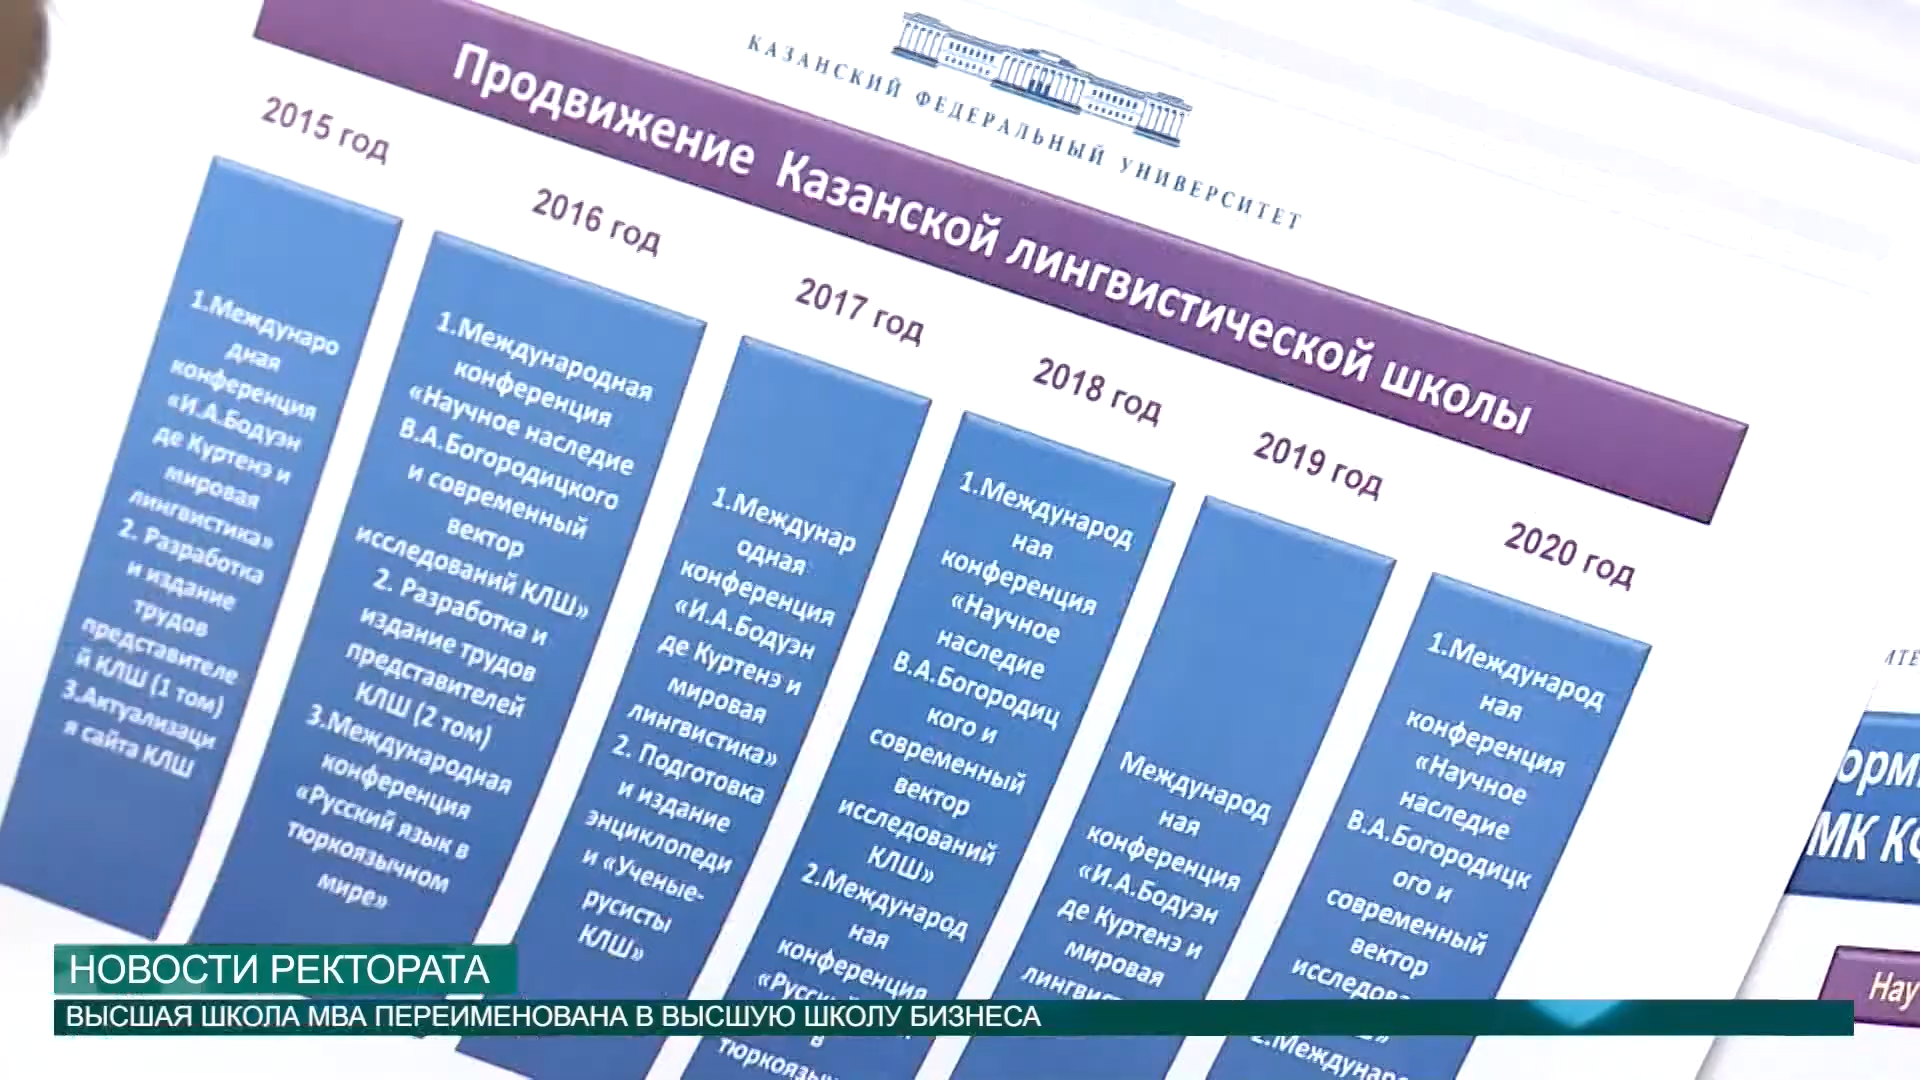 КАЗАНСКИЙ ФЕДЕРАЛЬНЫЙ УНИВЕРСИТЕТ
Продвижение Казанской лингвистической школы
2015 год
1.Междунаро
дная
конференция
«И.А.Бодуэн
де Куртенэ и
мировая
лингвистика»
2. Разработка
и издание
трудов
представителе
й КЛШ (1 том)
3.Актуализаци
я сайта КЛШ
2016 год
1.Международная
конференция
«Научное наследие
В.А.Богородицкого
и современный
вектор
исследований КЛШ»
2. Разработка и
издание трудов
представителей
КЛШ (2 том)
3.Международная
конференция
«Русский язык в
тюркоязычном
мире»
2017 год
1.Междунар
одная
конференция
«И.А.Бодуэн
де Куртенэ и
мировая
лингвистика»
2. Подготовка
и издание
энциклопеди
и «Ученые-
русисты
КЛШ»
2018 год
1.Международ
ная
конференция
«Научное
наследие
В.А.Богородиц
кого и
современный
вектор
исследований
КЛШ»
2.Международ
ная
конференция
в
2019 год
Международ
ная
конференция
«И.А.Бодуэн
де Куртенэ и
мировая
2020 год
1.Международ
ная
конференция
«Научное
наследие
В.А.Богородицк
ого и
современный
вектор
МК
НОВОСТИ РЕКТОРАТА
ВЫСШАЯ ШКОЛА МВА ПЕРЕИМЕНОВАНА В ВЫСШУЮ ШКОЛУ БИЗНЕСА